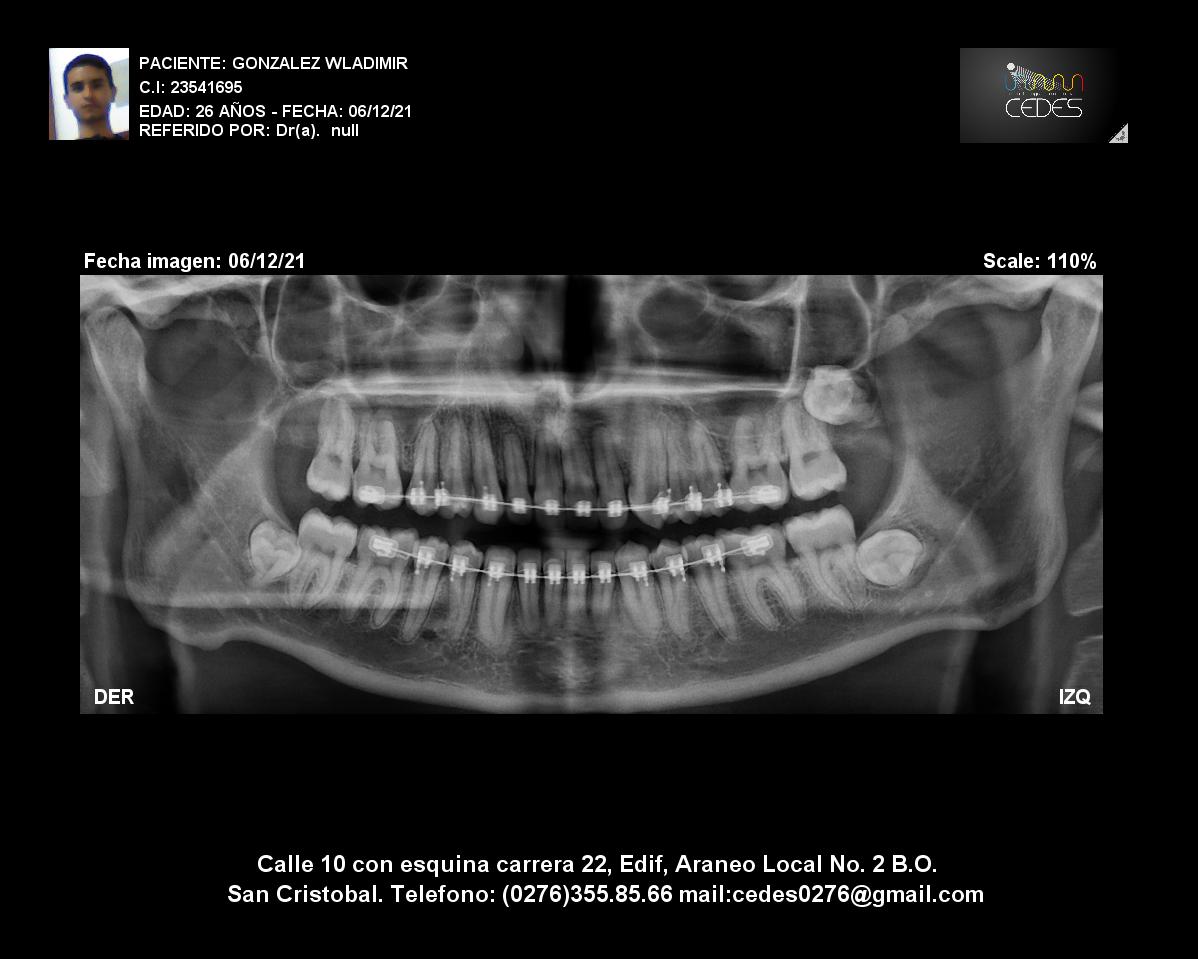 PACIENTE: GONZALEZ WLADIMIR
C.I: 23541695
EDAD: 26 AÑOS - FECHA: 06/12/21
REFERIDO POR: Dr(a). null
CEDES
Fecha imagen: 06/12/21
Scale: 110%
DER
IZQ
Calle 10 con esquina carrera 22, Edif, Araneo Local No. 2 B.O.
San Cristobal. Telefono: (0276)355.85.66 mail:cedes0276@gmail.com